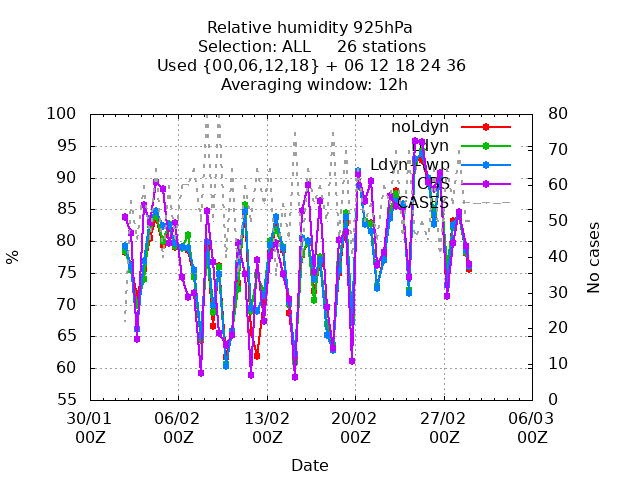 Relative humidity 925hPa
Selection: ALL 26 stations
Used {00,06,12,18} + 06 12 18 24 36
Averaging window: 12h
100 80
95 70
90 60
85 50
80 40
75 30
70 20
65 10
60 0
55
noLdyn
Ldyn
Ldyn+Iwp
OBS
CASES
%
No cases
30/01 06/02 13/02 20/02 27/02 06/03
00Z 00Z 00Z 00Z 00Z 00Z
Date